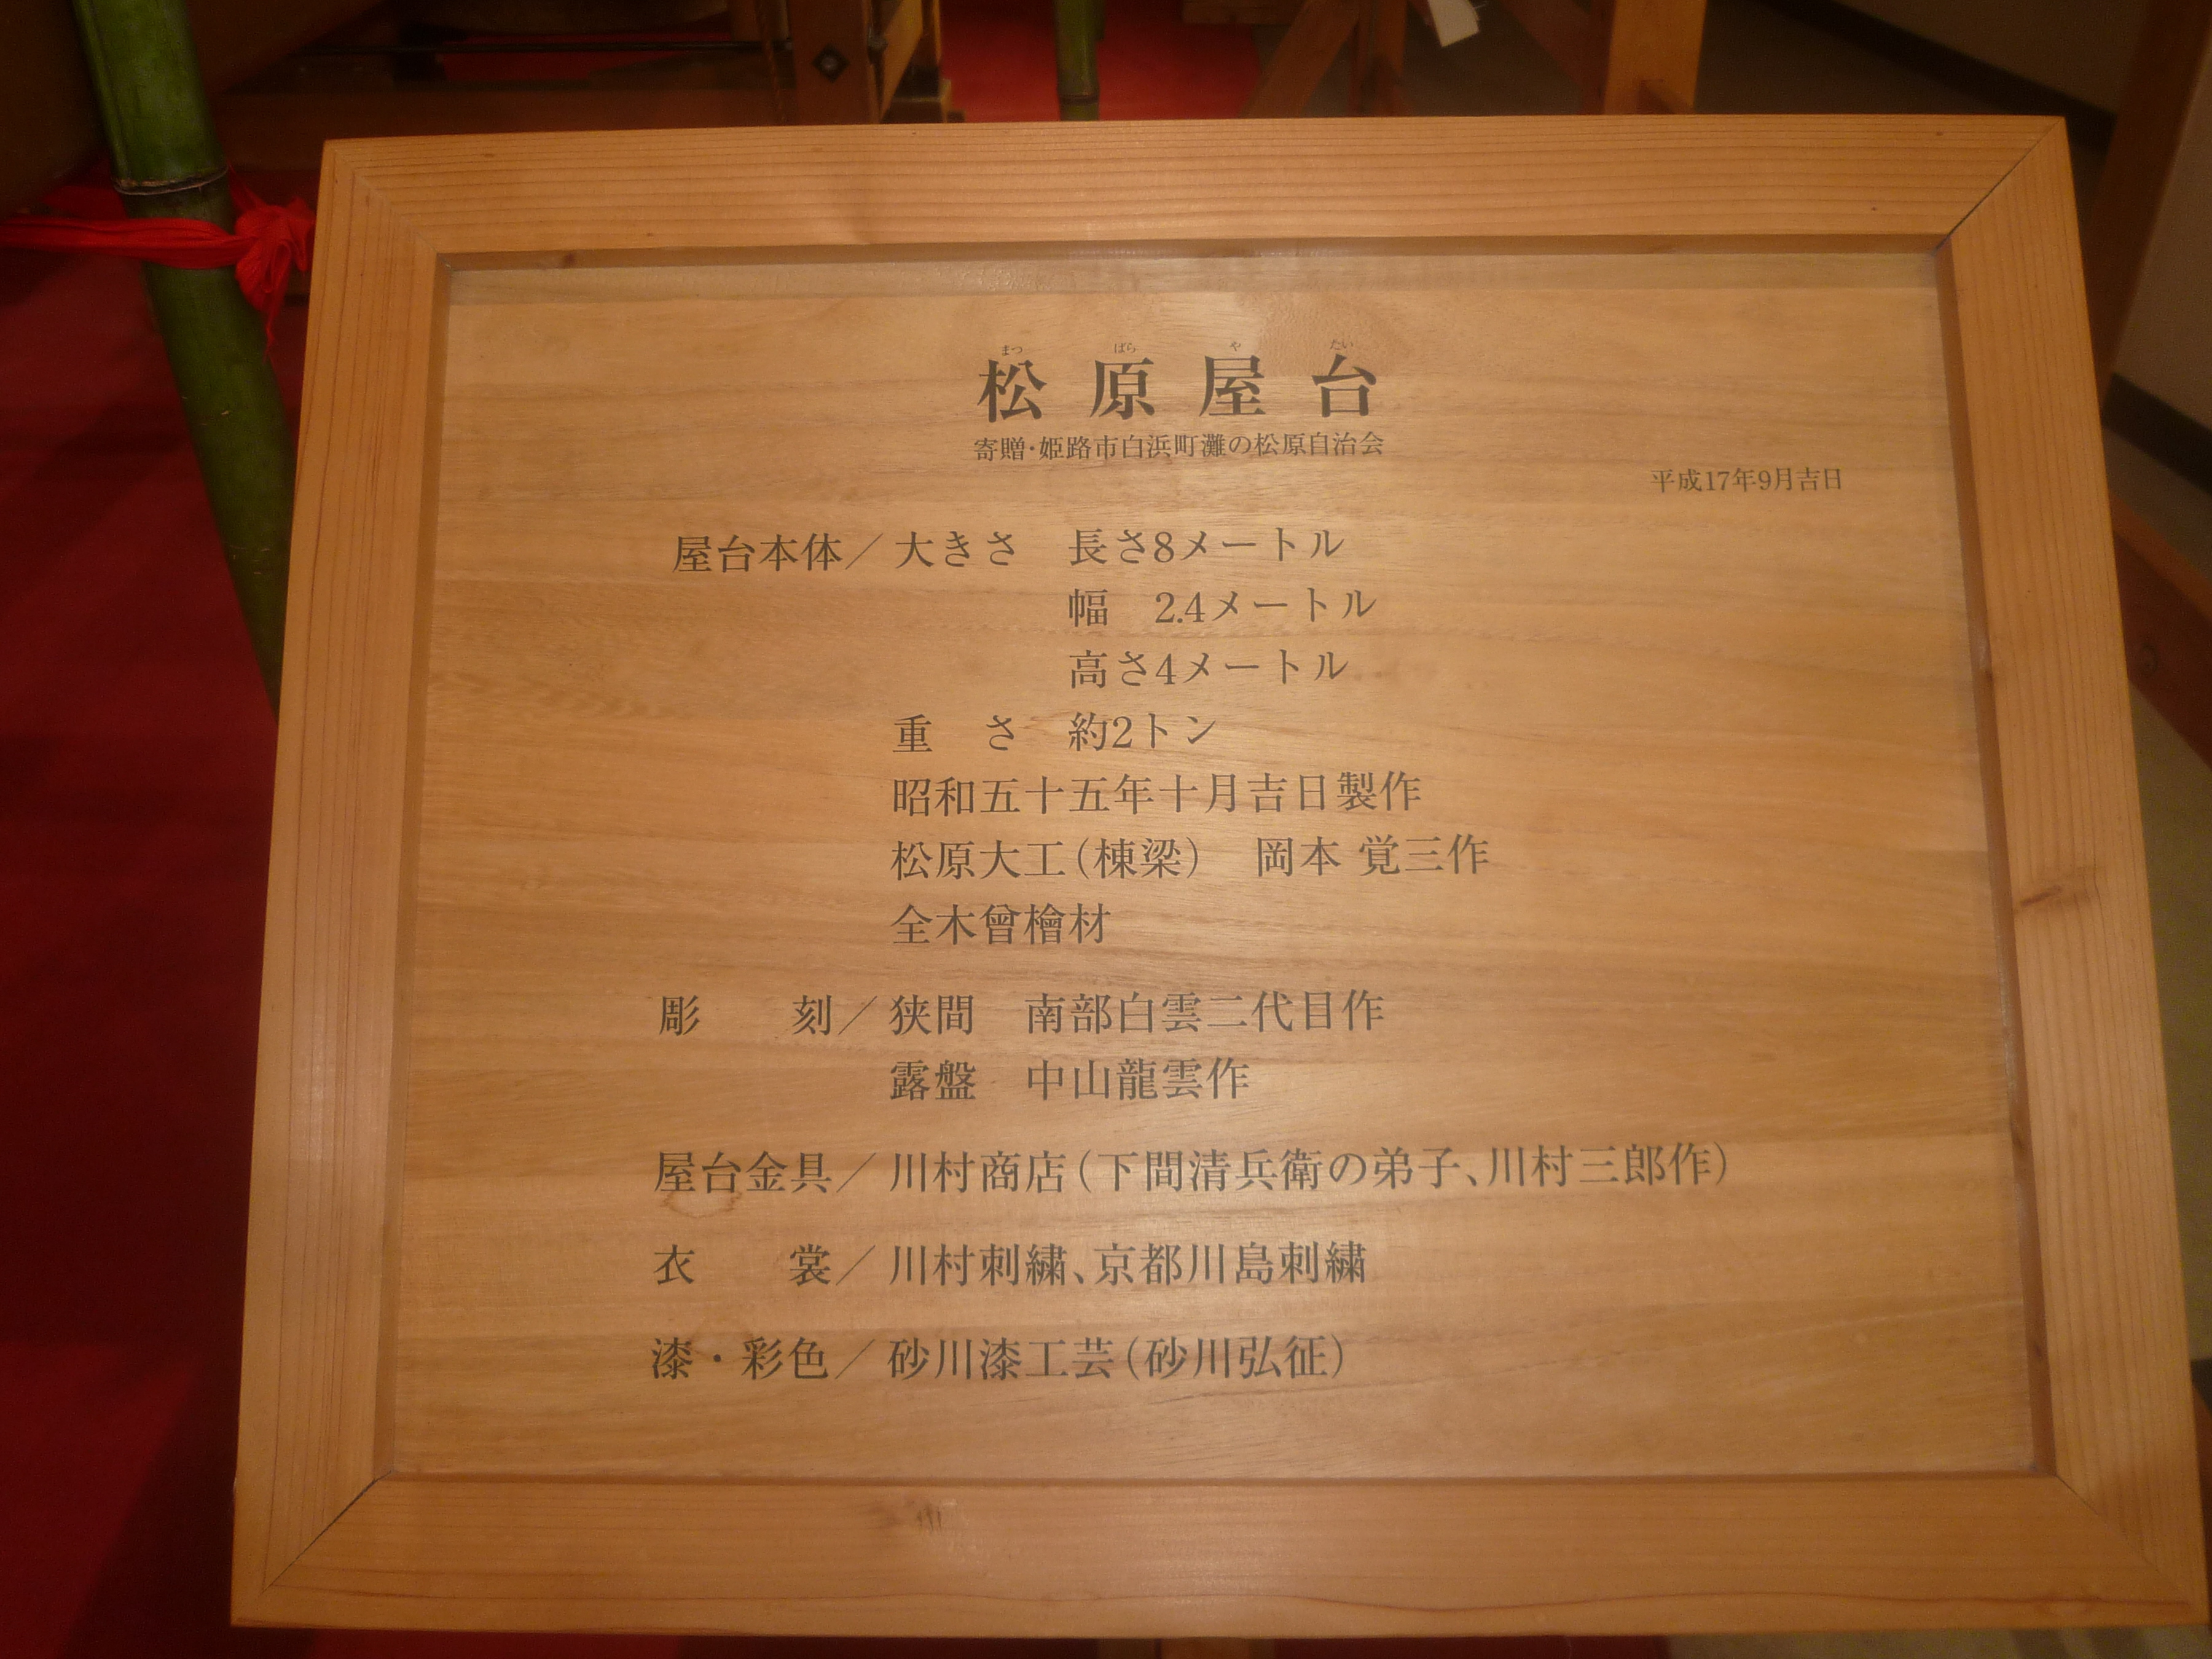 松原屋台
まつ ばら や たい
寄贈・姫路市白浜町灘の松原自治会
平成17年9月吉日
屋台本体／大きさ 長さ8メートル
幅 2.4メートル
高さ4メートル
重 さ 約2トン
昭和五十五年十月吉日製作
松原大工(棟梁) 岡本 覚三作
全木曾檜材
彫 刻／狭間 南部白雲二代目作
露盤 中山龍雲作
屋台金具／川村商店(下間清兵衛の弟子、川村三郎作)
衣 裳／川村刺繍、京都川島刺繍
漆・彩色／砂川漆工芸(砂川弘征)